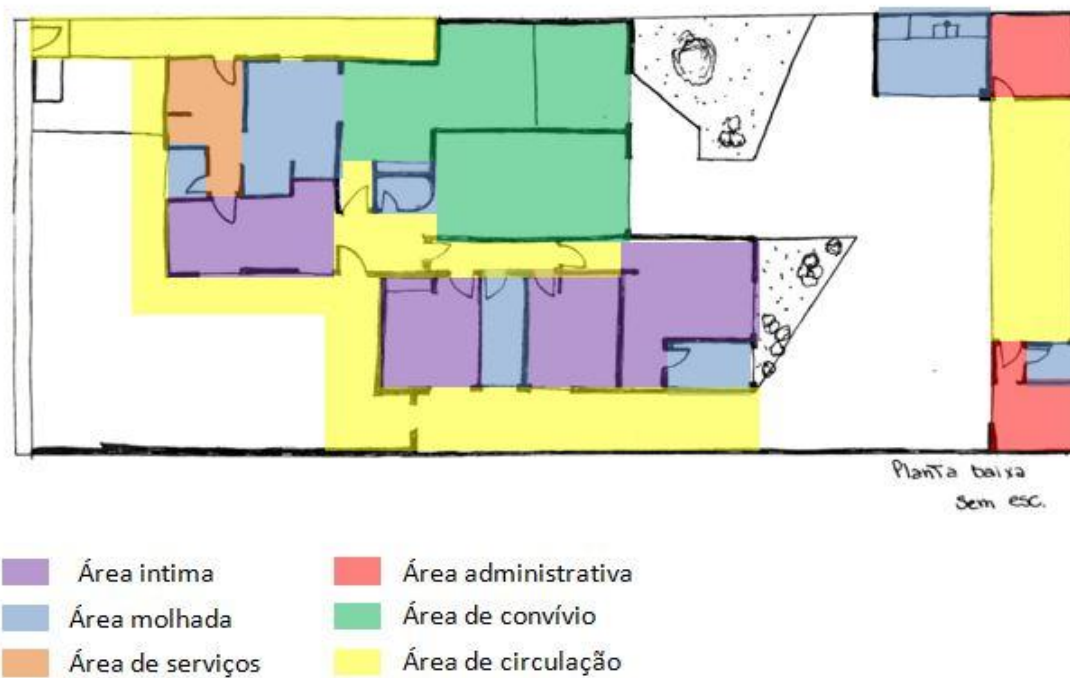 Planta baixa
Sem esc.
Área intima
Área administrativa
Área molhada
Área de convívio
Área de serviços
Área de circulação